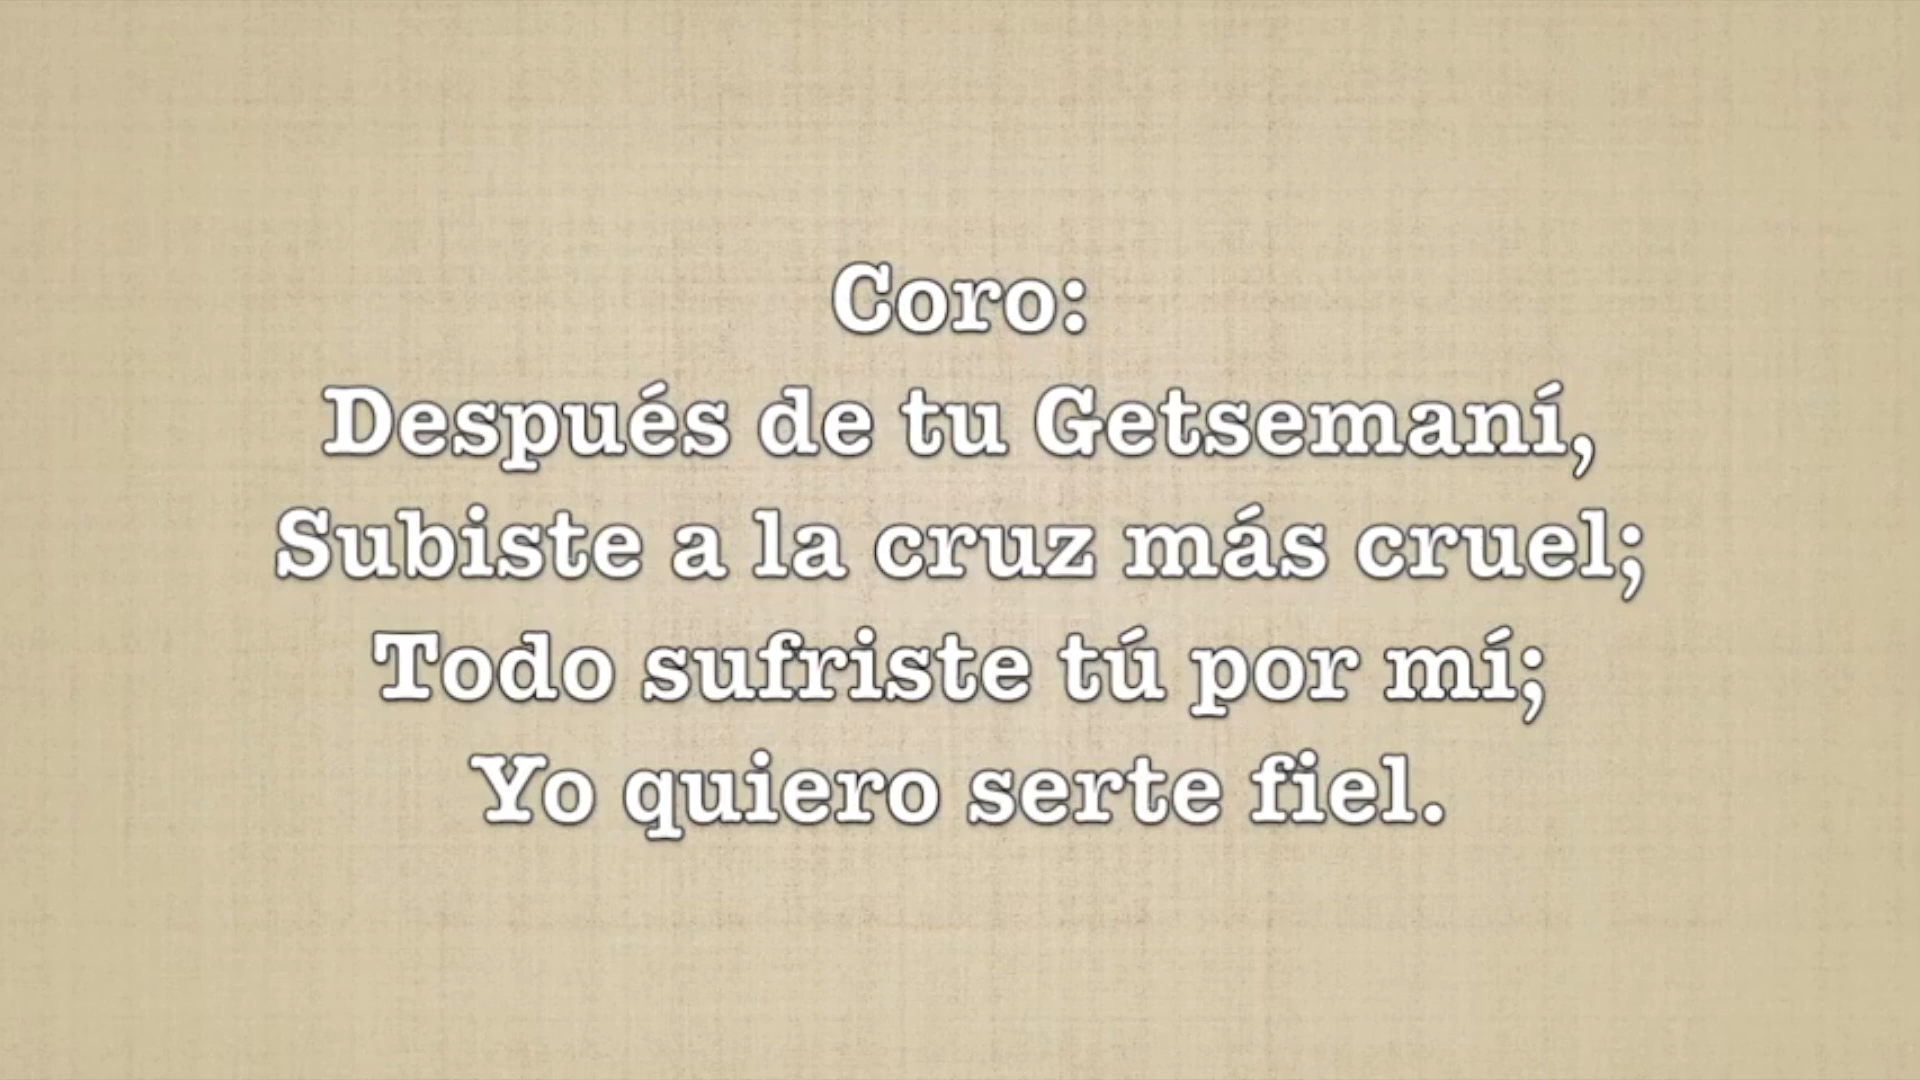 Coro:
Después de tu Getsemaní,
Subiste a la cruz más cruel;
Todo sufriste tú por mí;
Yo quiero serte fiel.